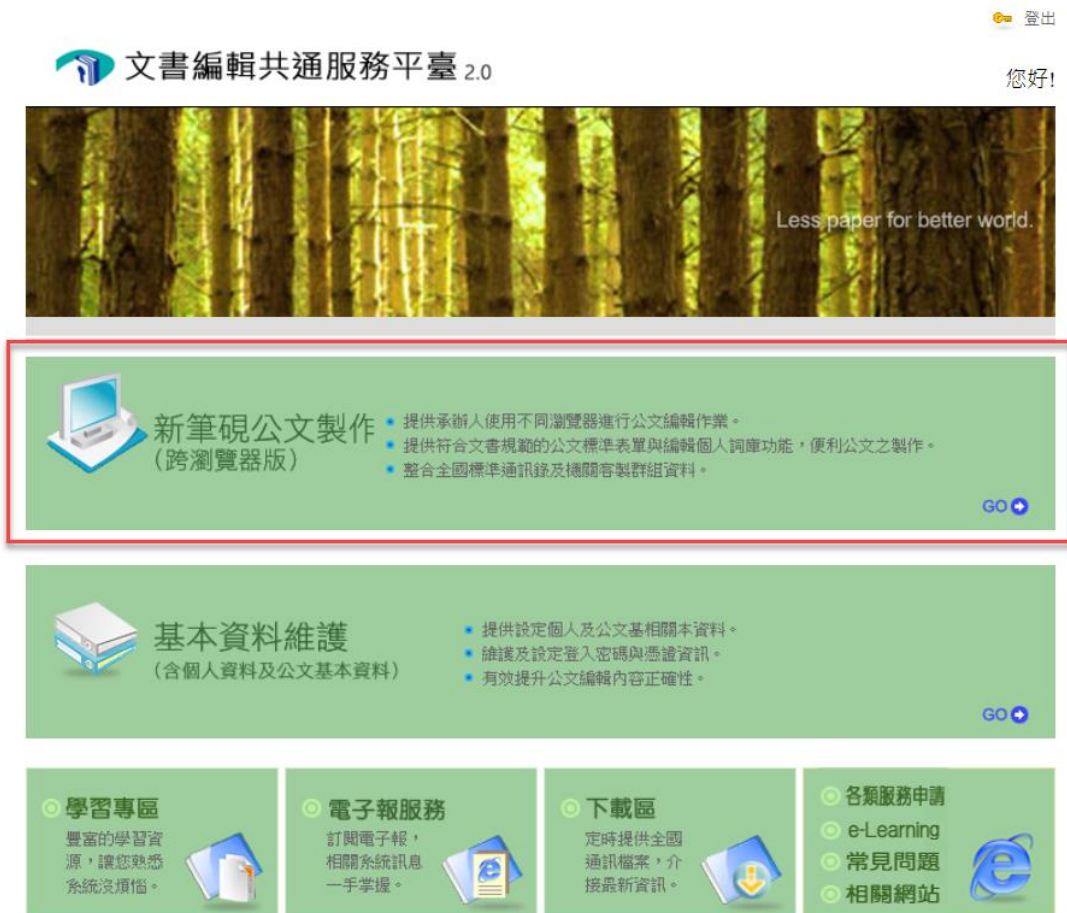 登出
文書編輯共通服務平臺 2.0
您好!
Less paper for better world.
新筆硯公文製作
(跨瀏覽器版)
提供承辦人使用不同瀏覽器進行公文編輯作業。
提供符合文書規範的公文標準表單與編輯個人詞庫功能，便利公文之製作。
整合全國標準通訊錄及機關客製群組資料。
GO
基本資料維護
(含個人資料及公文基本資料)
提供設定個人及公文基相關本資料。
維護及設定登入密碼與憑證資訊。
有效提升公文編輯內容正確性。
GO
學習專區
豐富的學習資
源，讓您熟悉
系統沒煩惱。
電子報服務
訂閱電子報，
相關系統訊息
一手掌握。
下載區
定時提供全國
通訊檔案，介
接最新資訊。
各類服務申請
e-Learning
常見問題
相關網站